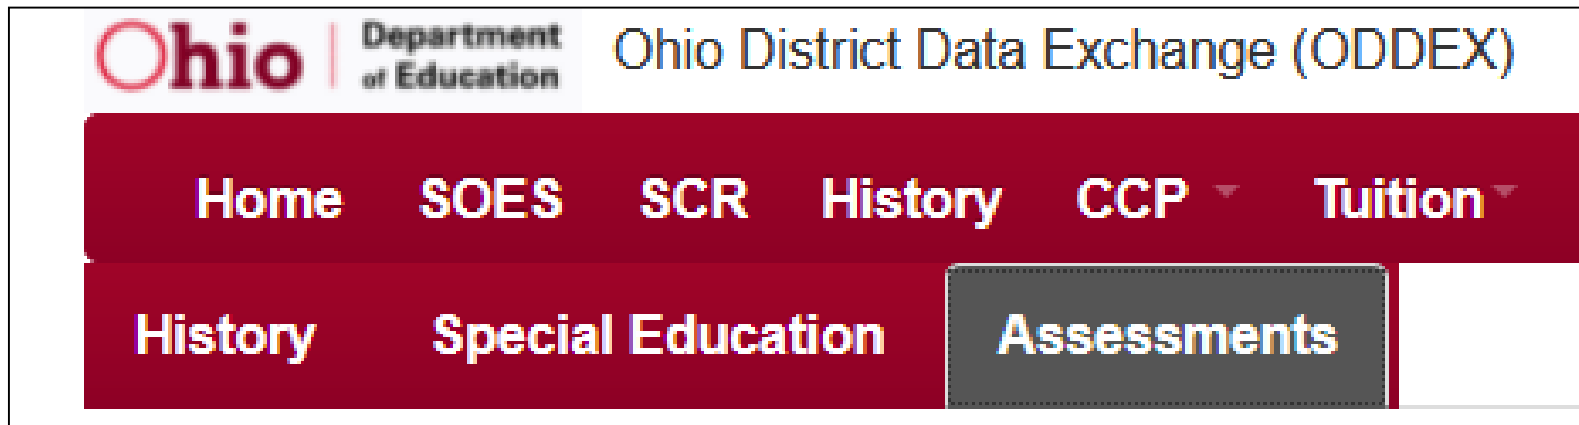 Ohio Department of Education Ohio District Data Exchange (ODDEX)
Home SOES SCR History CCP Tuition
History Special Education Assessments